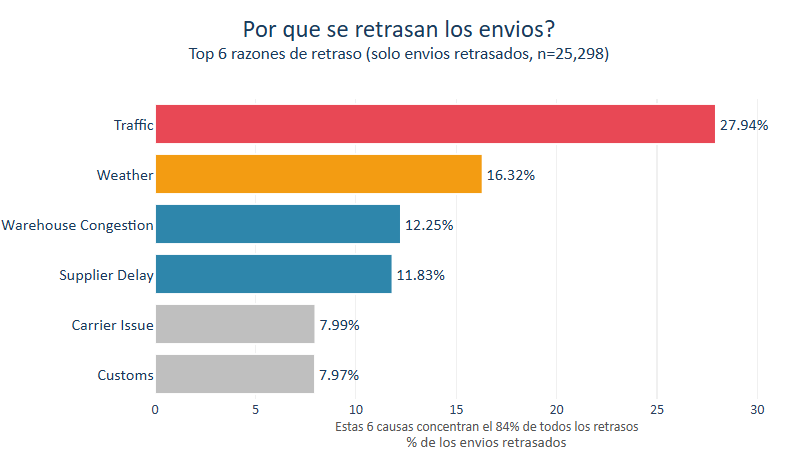 Por que se retrasan los envios?
Top 6 razones de retraso (solo envios retrasados, n=25,298)
Traffic 27.94%
Weather 16.32%
Warehouse Congestion 12.25%
Supplier Delay 11.83%
Carrier Issue 7.99%
Customs 7.97%
0 5 10 15 20 25 30
Estas 6 causas concentran el 84% de todos los retrasos
% de los envios retrasados